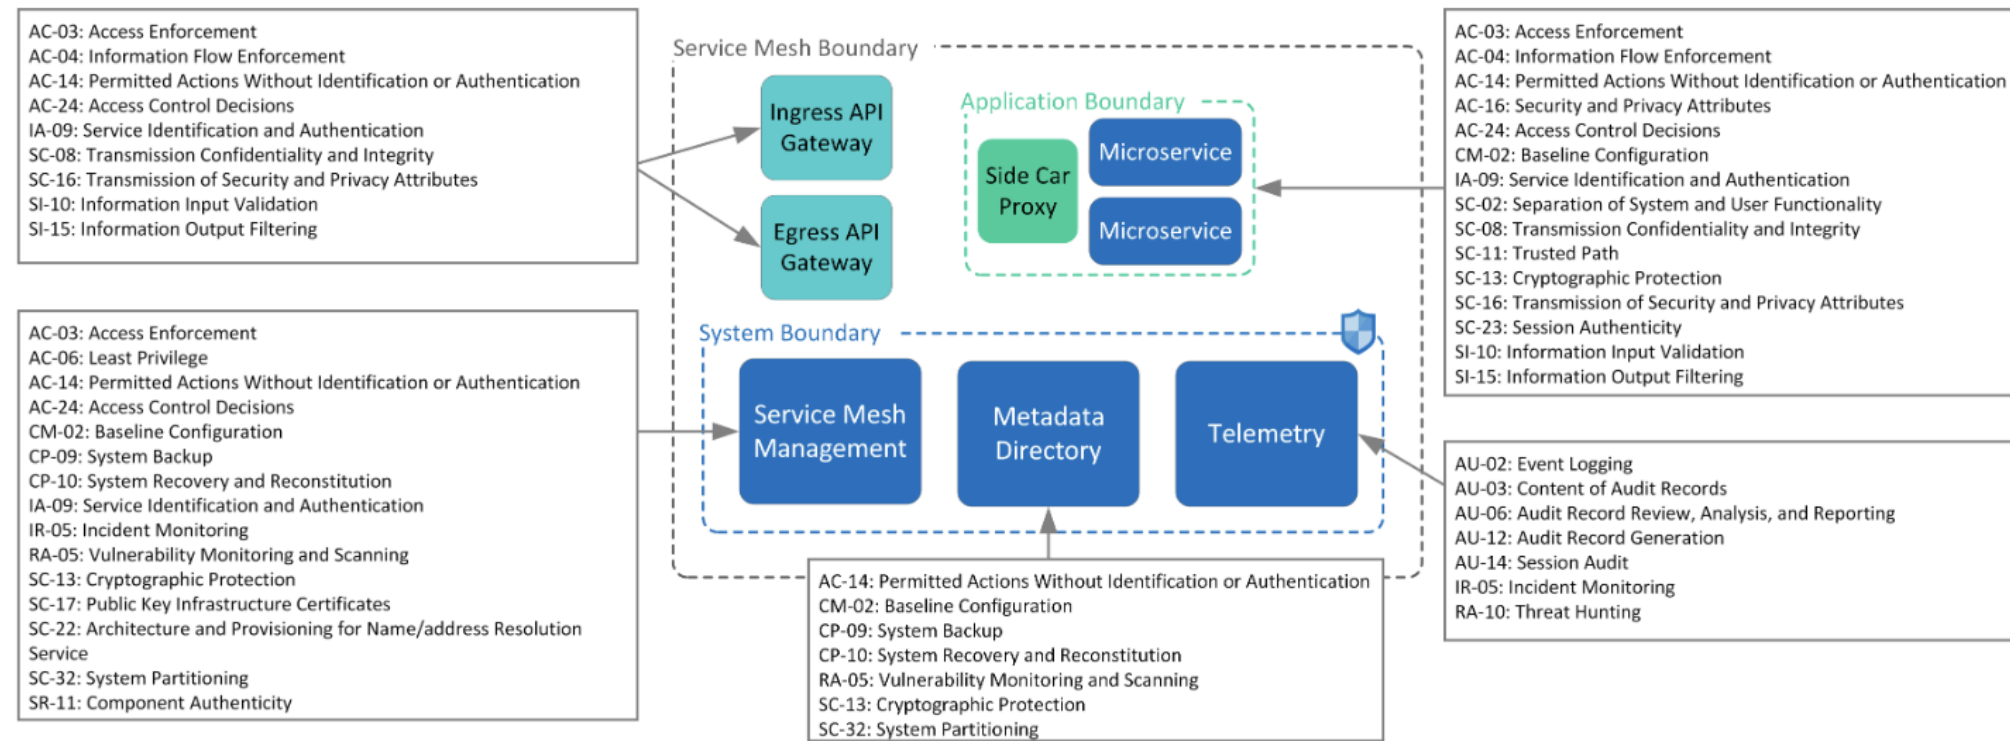 AC-03: Access Enforcement
AC-04: Information Flow Enforcement
AC-14: Permitted Actions Without Identification or Authentication
AC-24: Access Control Decisions
IA-09: Service Identification and Authentication
SC-08: Transmission Confidentiality and Integrity
SC-16: Transmission of Security and Privacy Attributes
SI-10: Information Input Validation
SI-15: Information Output Filtering
AC-03: Access Enforcement
AC-06: Least Privilege
AC-14: Permitted Actions Without Identification or Authentication
AC-24: Access Control Decisions
CM-02: Baseline Configuration
CP-09: System Backup
CP-10: System Recovery and Reconstitution
IA-09: Service Identification and Authentication
IR-05: Incident Monitoring
RA-05: Vulnerability Monitoring and Scanning
SC-13: Cryptographic Protection
SC-17: Public Key Infrastructure Certificates
SC-22: Architecture and Provisioning for Name/address Resolution
Service
SC-32: System Partitioning
SR-11: Component Authenticity
Service Mesh Boundary
Ingress API
Gateway
Egress API
Gateway
Application Boundary
Side Car
Proxy
Microservice
Microservice
System Boundary
Service Mesh
Management
Metadata
Directory
Telemetry
AC-14: Permitted Actions Without Identification or Authentication
CM-02: Baseline Configuration
CP-09: System Backup
CP-10: System Recovery and Reconstitution
RA-05: Vulnerability Monitoring and Scanning
SC-13: Cryptographic Protection
SC-32: System Partitioning
AC-03: Access Enforcement
AC-04: Information Flow Enforcement
AC-14: Permitted Actions Without Identification or Authentication
AC-16: Security and Privacy Attributes
AC-24: Access Control Decisions
CM-02: Baseline Configuration
IA-09: Service Identification and Authentication
SC-02: Separation of System and User Functionality
SC-08: Transmission Confidentiality and Integrity
SC-11: Trusted Path
SC-13: Cryptographic Protection
SC-16: Transmission of Security and Privacy Attributes
SC-23: Session Authenticity
SI-10: Information Input Validation
SI-15: Information Output Filtering
AU-02: Event Logging
AU-03: Content of Audit Records
AU-06: Audit Record Review, Analysis, and Reporting
AU-12: Audit Record Generation
AU-14: Session Audit
IR-05: Incident Monitoring
RA-10: Threat Hunting